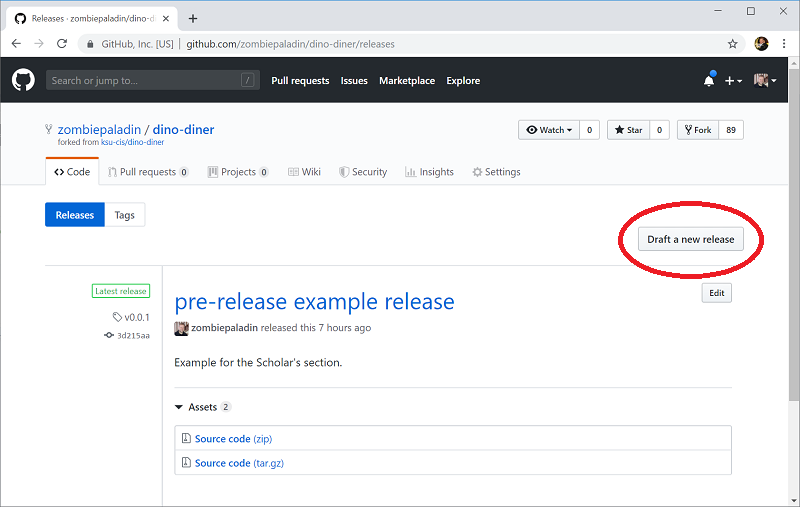 Releases · zombiepaladin/dino-d
GitHub, Inc. [US] | github.com/zombiepaladin/dino-diner/releases
Search or jump to... /
Pull requests Issues Marketplace Explore
zombiepaladin / dino-diner
forked from ksu-cis/dino-diner
Watch 0 Star 0 Fork 89
Code Pull requests 0 Projects 0 Wiki Security Insights Settings
Releases Tags
Draft a new release
Latest release
v0.0.1
3d215aa
pre-release example release
Edit
zombiepaladin released this 7 hours ago
Example for the Scholar's section.
Assets 2
Source code (zip)
Source code (tar.gz)